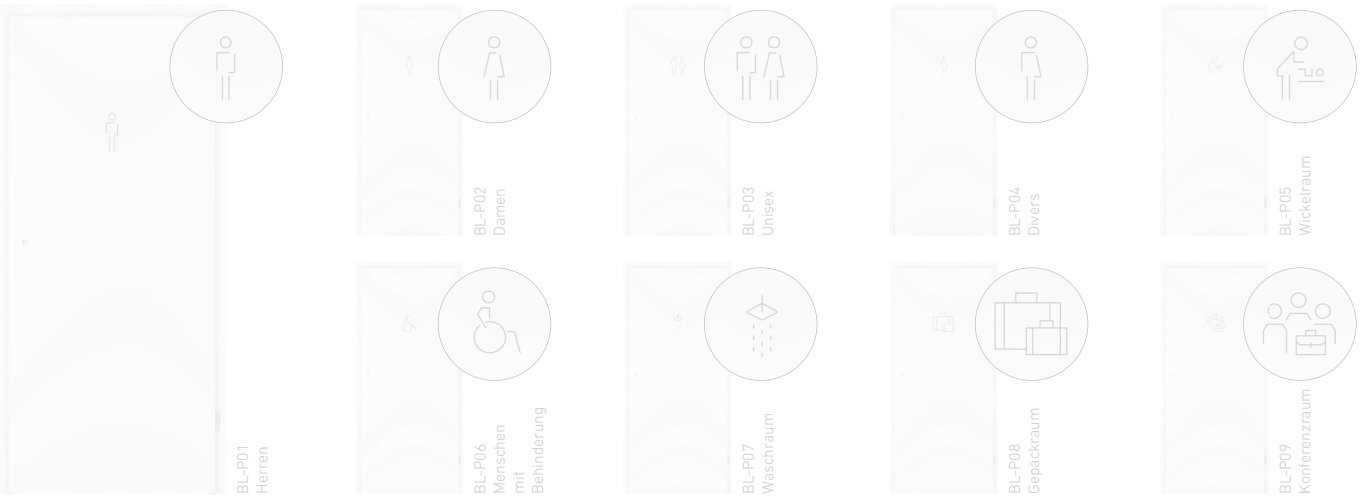 BL-P01
Herren
BL-P02
Damen
BL-P03
Unisex
BL-P04
Divers
BL-P05
Wickelraum
BL-P06
Menschen
mit
Behinderung
BL-P07
Waschraum
BL-P08
Gepäckraum
BL-P09
Konferenzraum